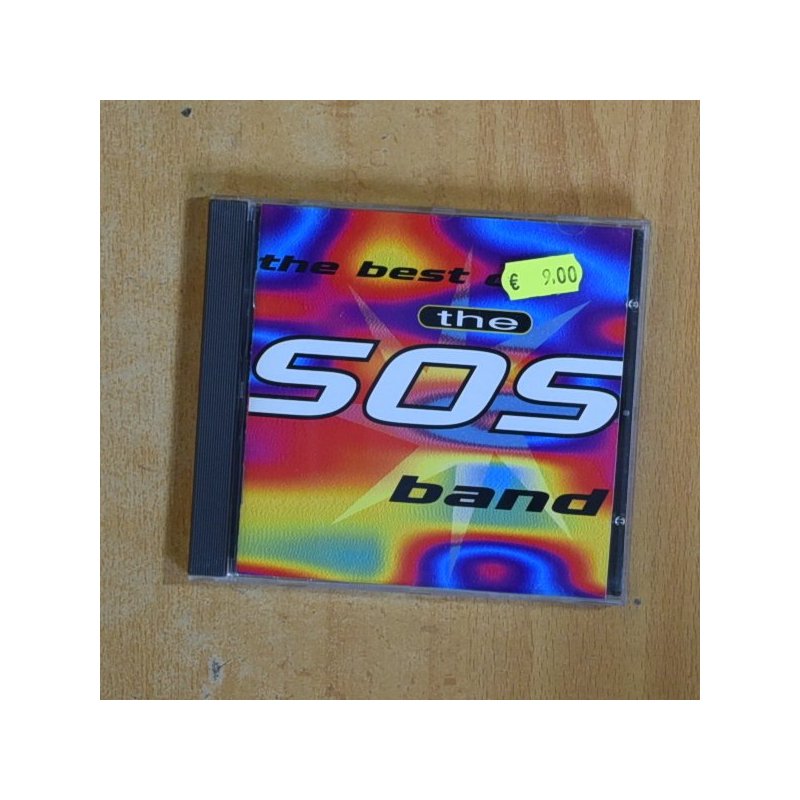 the best
€ 9.00
the
SOS
band